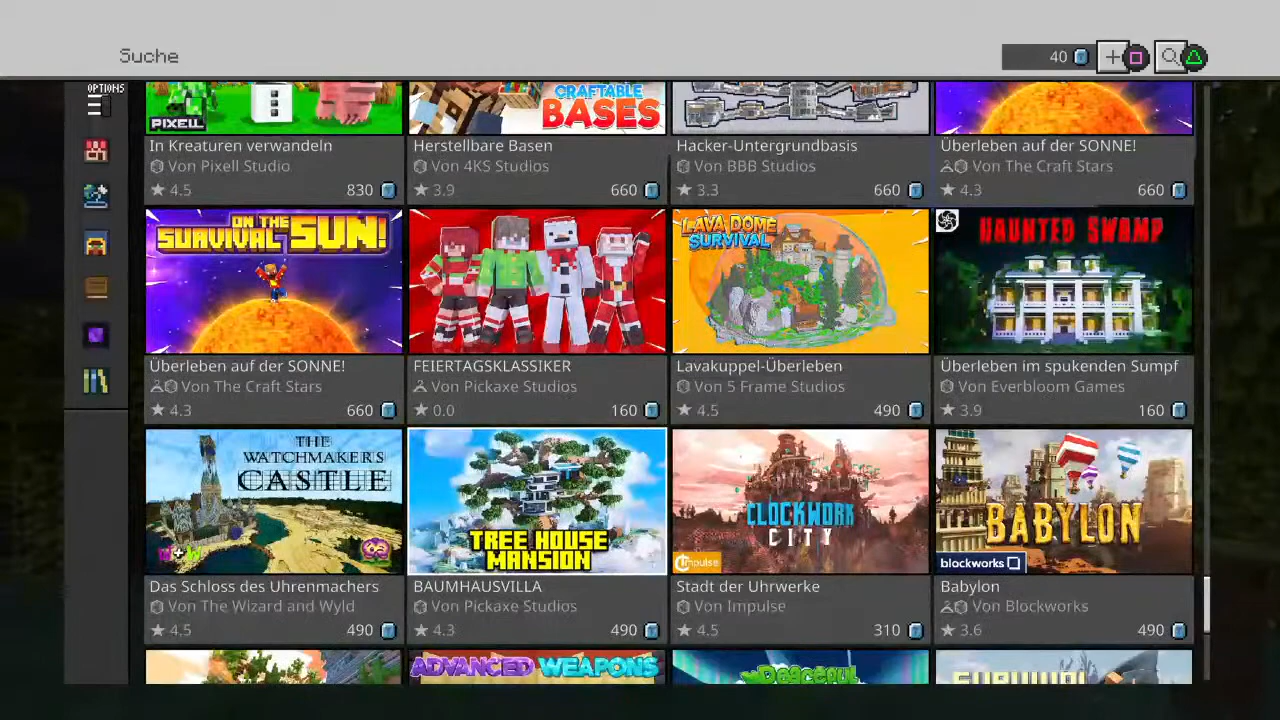 Suche
40
OPTIONS
PIXELL
CRAFTABLE
BASES
In Kreaturen verwandeln
Von Pixell Studio
4.5
830
Herstellbare Basen
Von 4KS Studios
3.9
660
Hacker-Untergrundbasis
Von BBB Studios
3.3
660
Überleben auf der SONNE!
Von The Craft Stars
4.3
660
ON THE
SURVIVAL SUN!
Überleben auf der SONNE!
Von The Craft Stars
4.3
660
FEIERTAGSKLASSIKER
Von Pickaxe Studios
0.0
160
LAVA DOME
SURVIVAL
Lavakuppel-Überleben
Von 5 Frame Studios
4.5
490
HAUNTED SWAMP
Überleben im spukenden Sumpf
Von Everbloom Games
3.9
160
THE
WATCHMAKER'S
CASTLE
Das Schloss des Uhrenmachers
Von The Wizard and Wyld
4.5
490
TREE HOUSE
MANSION
BAUMHAUSVILLA
Von Pickaxe Studios
4.3
490
CLOCKWORK
CITY
impulse
Stadt der Uhrwerke
Von Impulse
4.5
310
BABYLON
blockworks
Babylon
Von Blockworks
3.6
490
ADVANCED WEAPONS
Peaceful
SURVIVAL